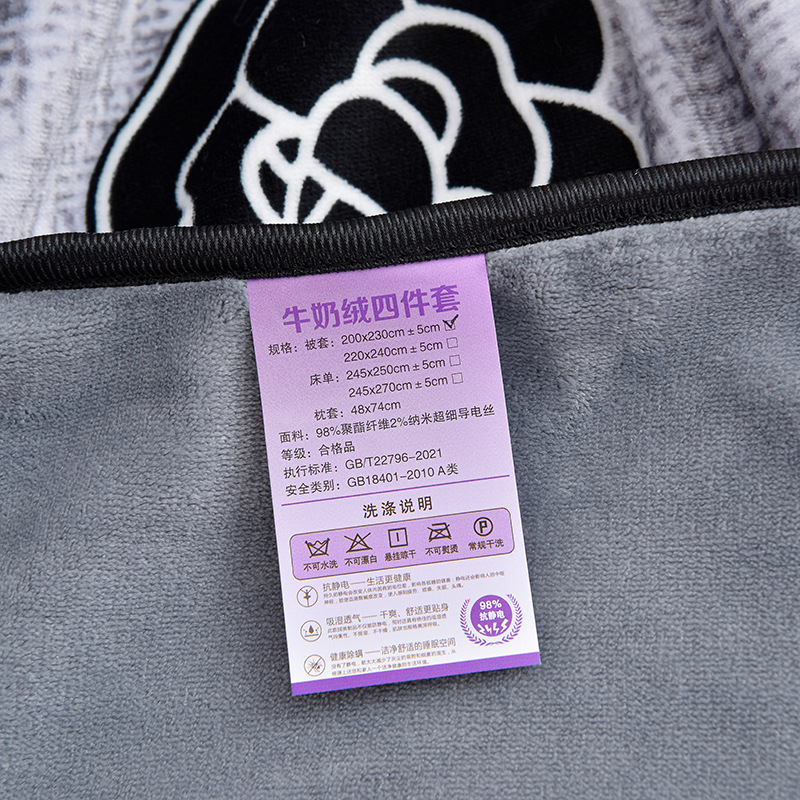 牛奶绒四件套
规格：被套：200x230cm±5cm
220x240cm±5cm
床单：245x250cm±5cm
245x270cm±5cm
枕套：48x74cm
面料：98%聚酯纤维2%纳米超细导电丝
等级：合格品
执行标准：GB/T22796-2021
安全类别：GB18401-2010 A类
洗涤说明
P
不可水洗 不可漂白 悬挂晾干 不可熨烫 常规干洗
抗静电——生活更健康
吸湿透气——干爽、舒适更贴身
健康除螨——洁净舒适的睡眠空间
98%
抗静电